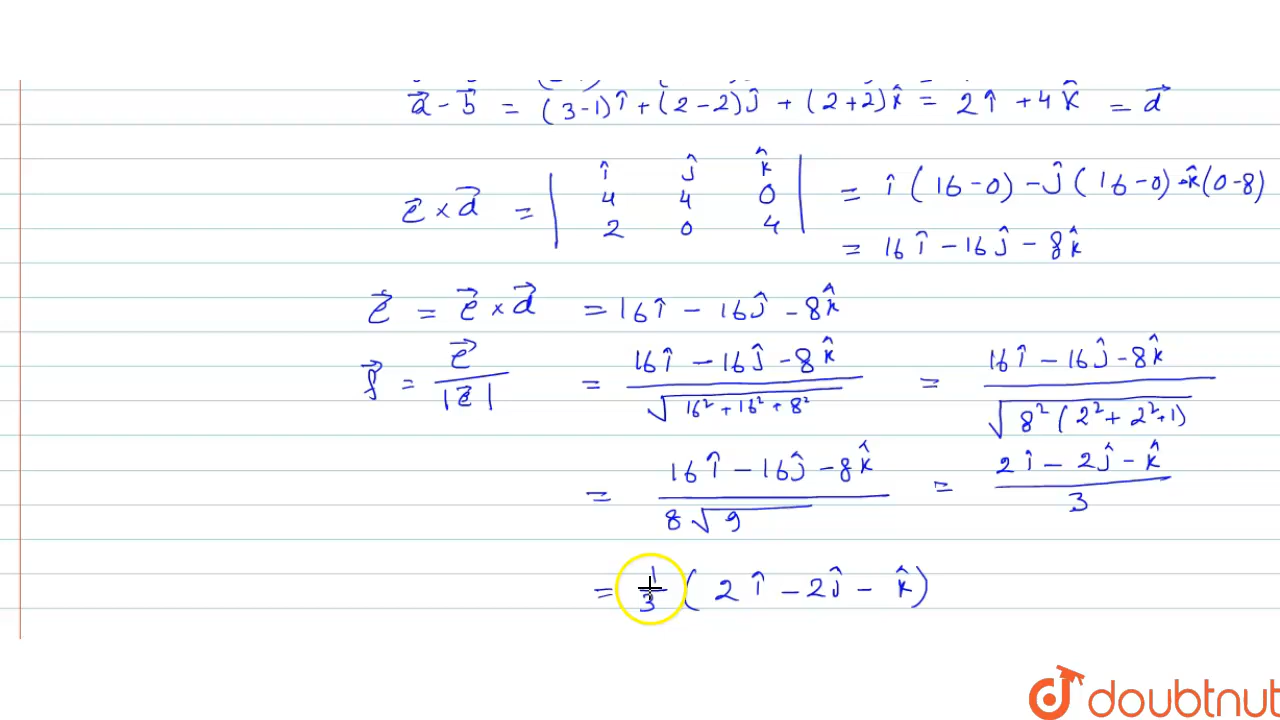 a⃗ - b⃗ = (3-1)î + (2-2)ĵ + (2+2)k̂ = 2î + 4k̂ = d⃗
c⃗ × d⃗ = | î ĵ k̂ | = î (16-0) - ĵ (16-0) + k̂ (0-8)
4 4 0
2 0 4
= 16î - 16ĵ - 8k̂
e⃗ = c⃗ × d⃗ = 16î - 16ĵ - 8k̂
f⃗ = e⃗ / |e⃗| = 16î - 16ĵ - 8k̂ / √16² + 16² + 8² = 16î - 16ĵ - 8k̂ / √8² (2² + 2² + 1)
= 16î - 16ĵ - 8k̂ / 8√9 = 2î - 2ĵ - k̂ / 3
= 1/3 (2î - 2ĵ - k̂)
doubtnut